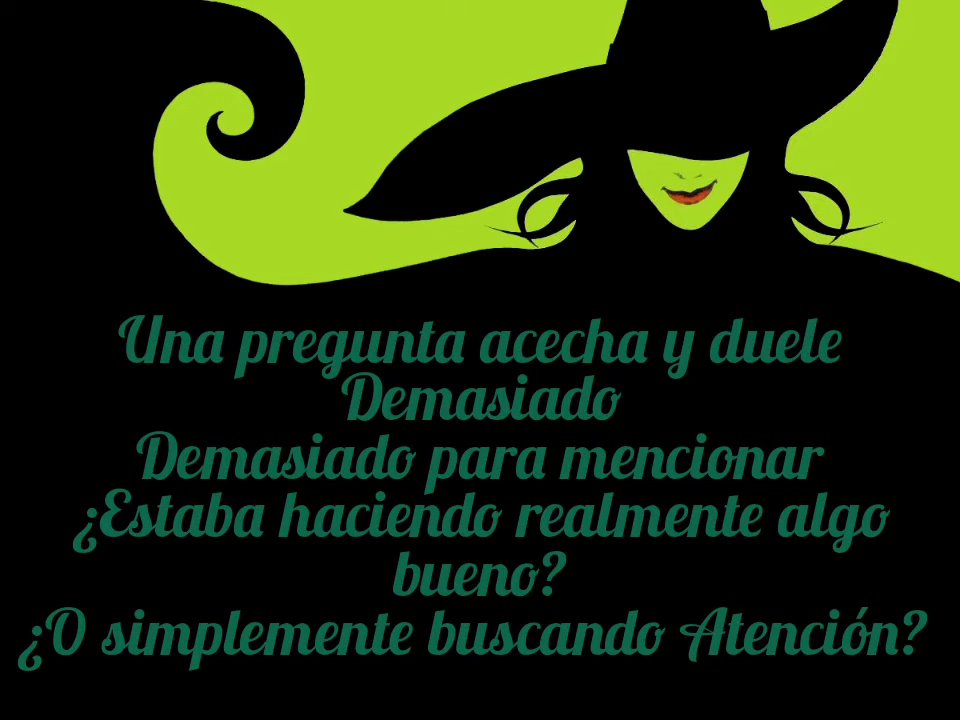 Una pregunta acecha y duele
Demasiado
Demasiado para mencionar
¿Estaba haciendo realmente algo
bueno?
¿O simplemente buscando Atención?